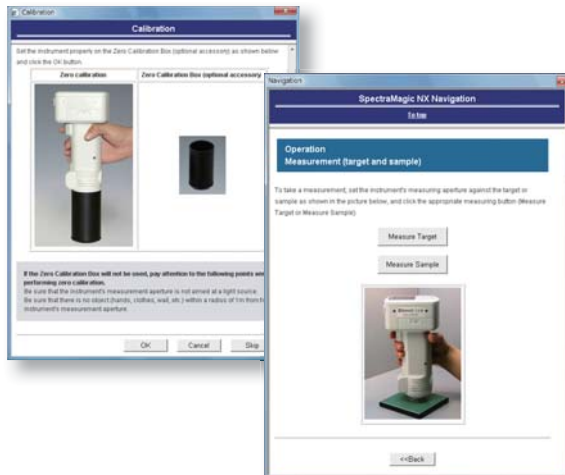 Calibration
Calibration
Set the instrument properly on the Zero Calibration Box (optional accessory) as shown below
and click the OK button.
Zero calibration
Zero Calibration Box (optional accessory)
If the Zero Calibration Box will not be used, pay attention to the following points
performing zero calibration.
Be sure that the instrument's measurement aperture is not aimed at a light source.
Be sure that there is no object (hands, clothes, wall, etc.) within a radius of 1m from
instrument's measurement aperture.
OK
Cancel
Skip
Navigation
SpectraMagic NX Navigation
To top
Operation
Measurement (target and sample)
To take a measurement, set the instrument's measuring aperture against the target or
sample as shown in the picture below, and click the appropriate measuring button (Measure
Target or Measure Sample)
Measure Target
Measure Sample
<<Back